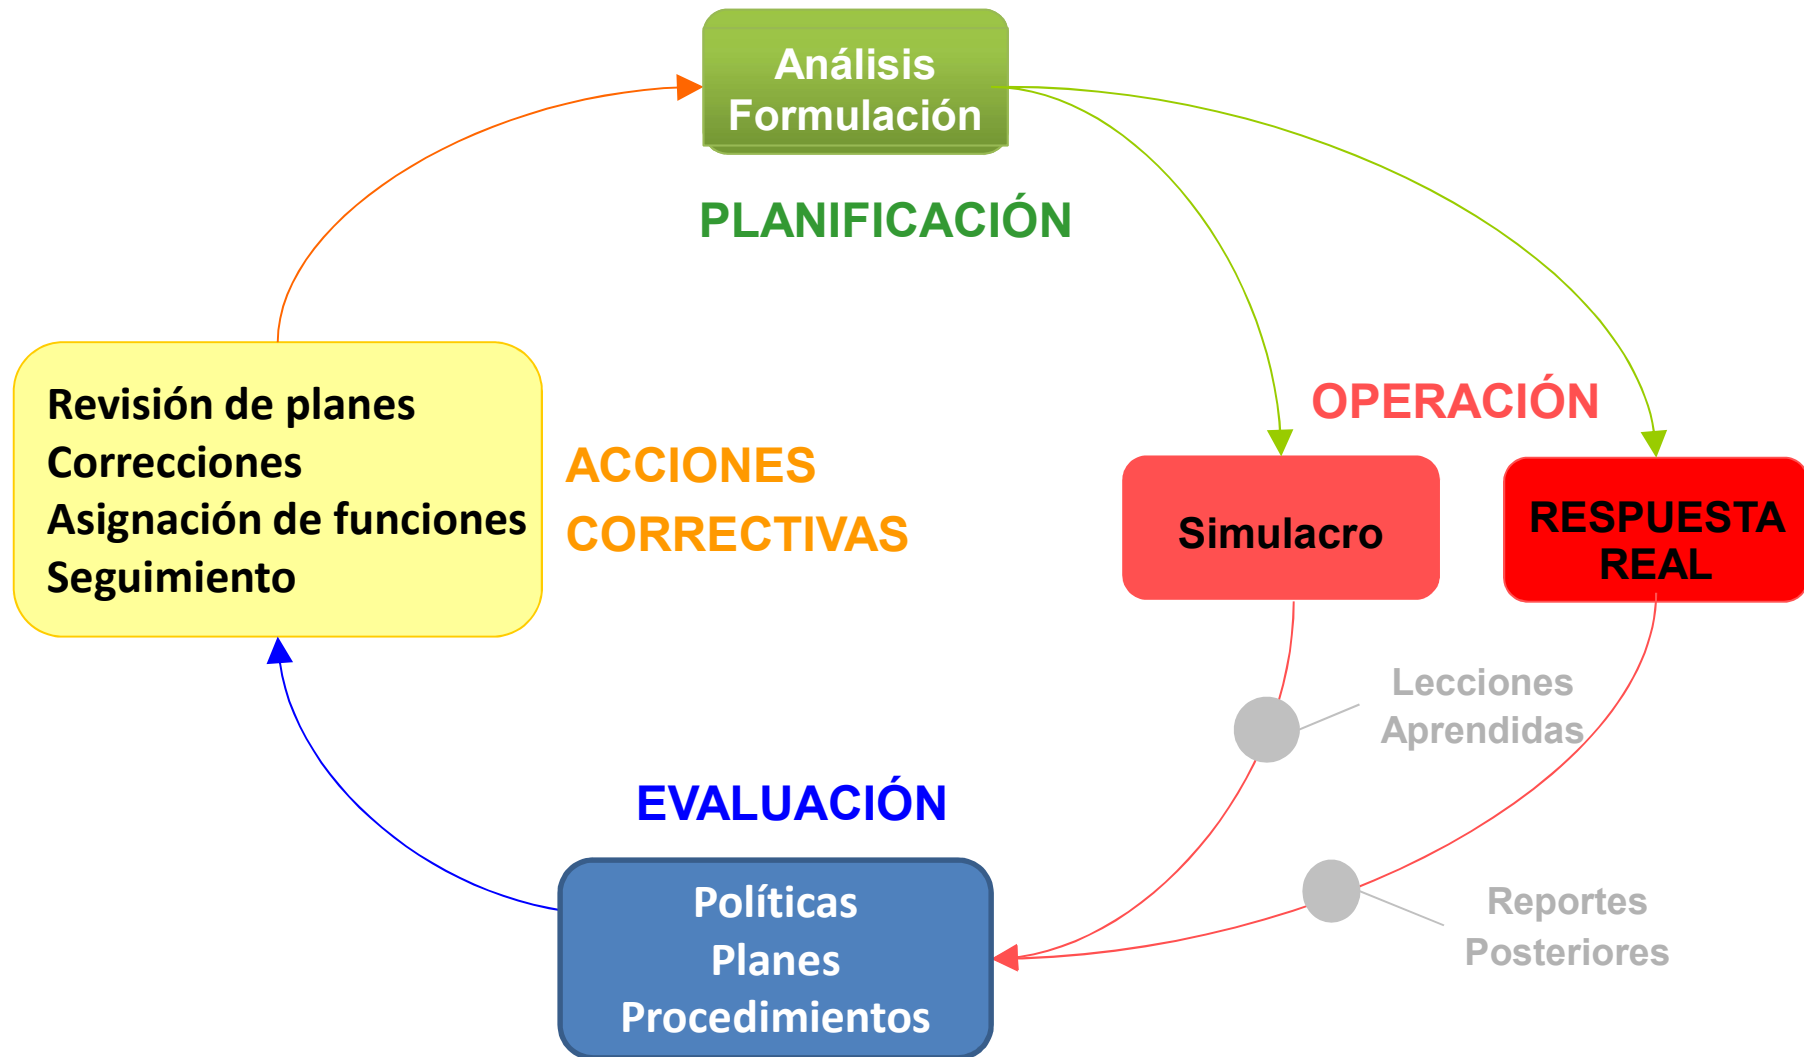 Análisis
Formulación
PLANIFICACIÓN
OPERACIÓN
Revisión de planes
Correcciones
Asignación de funciones
Seguimiento
ACCIONES
CORRECTIVAS
Simulacro
RESPUESTA
REAL
Lecciones
Aprendidas
EVALUACIÓN
Políticas
Planes
Procedimientos
Reportes
Posteriores